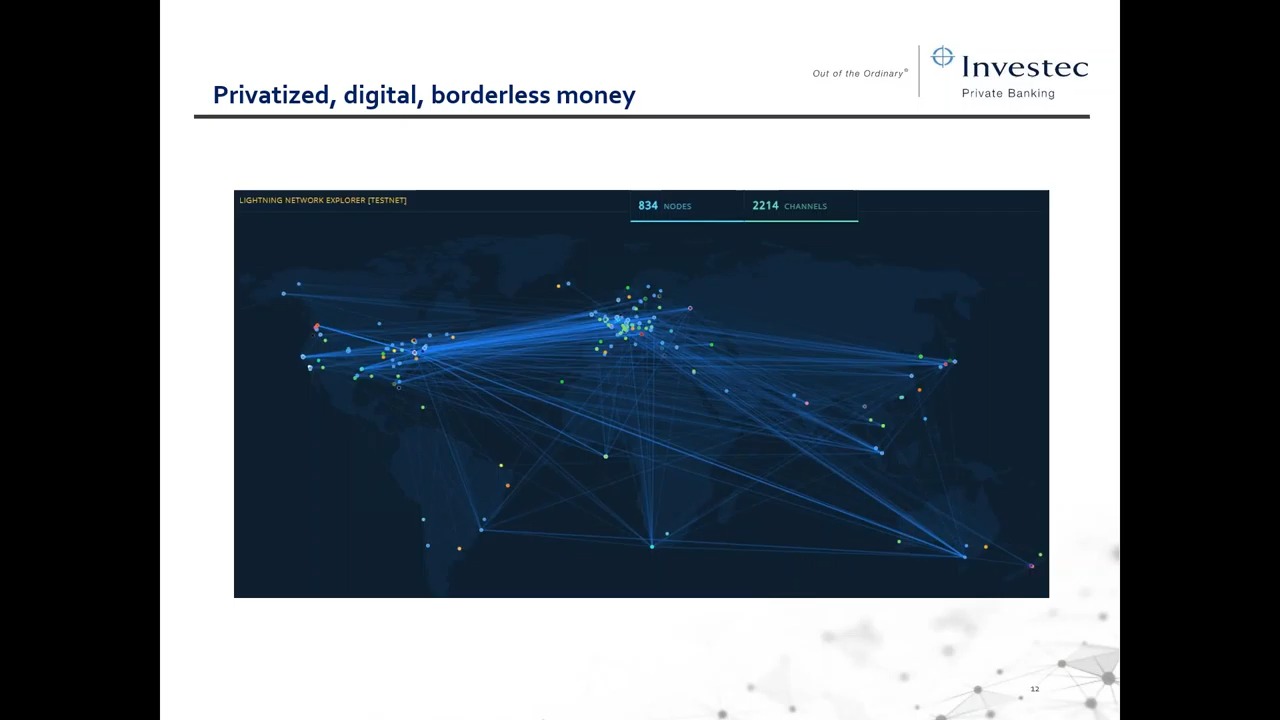 Out of the Ordinary®
Investec
Private Banking
Privatized, digital, borderless money
LIGHTNING NETWORK EXPLORER [TESTNET]
834 NODES
2214 CHANNELS
12